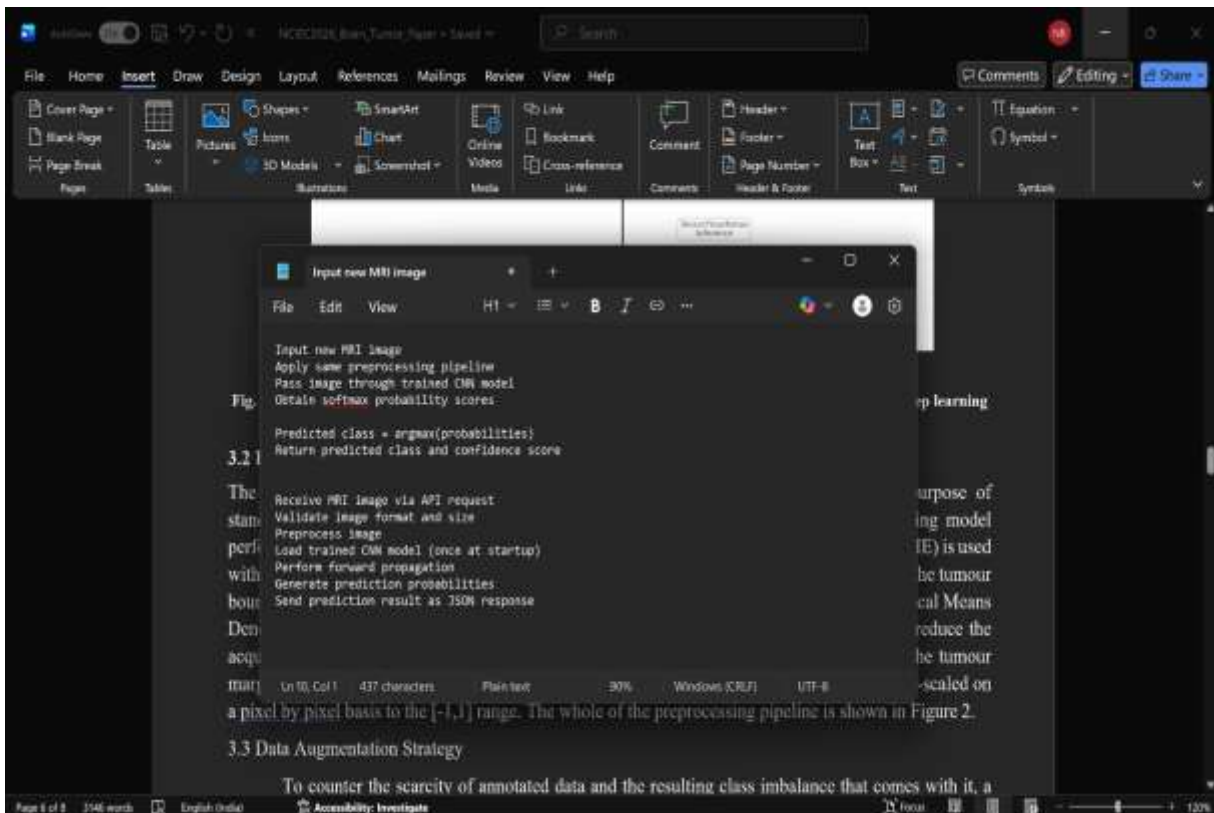 Search
NB
File Home Insert Draw Design Layout References Mailings Review View Help
Comments Editing Share
Cover Page
Blank Page
Page Break
Pages
Table
Tables
Pictures
Shapes
Icons
3D Models
SmartArt
Chart
Screenshot
Illustrations
Online
Videos
Media
Link
Bookmark
Cross-reference
Links
Comment
Comments
Header
Footer
Page Number
Header & Footer
Text
Box
Text
Equation
Symbol
Symbols
Input new MRI image
File Edit View H1 B I
Input new MRI image
Apply same preprocessing pipeline
Pass image through trained CNN model
Obtain softmax probability scores
Predicted class = argmax(probabilities)
Return predicted class and confidence score
Receive MRI image via API request
Validate image format and size
Preprocess image
Load trained CNN model (once at startup)
Perform forward propagation
Generate prediction probabilities
Send prediction result as JSON response
Ln 10, Col 1 437 characters Plain text 90% Windows (CRLF) UTF-8
Fig. learning
3.2
The urpose of
stan ing model
perf E) is used
with he tumour
boun cal Means
Den reduce the
acqu he tumour
mar -scaled on
a pixel by pixel basis to the [-1,1] range. The whole of the preprocessing pipeline is shown in Figure 2.
3.3 Data Augmentation Strategy
To counter the scarcity of annotated data and the resulting class imbalance that comes with it, a
Page 6 of 8 3146 words English (India) Accessibility: Investigate Focus 120%